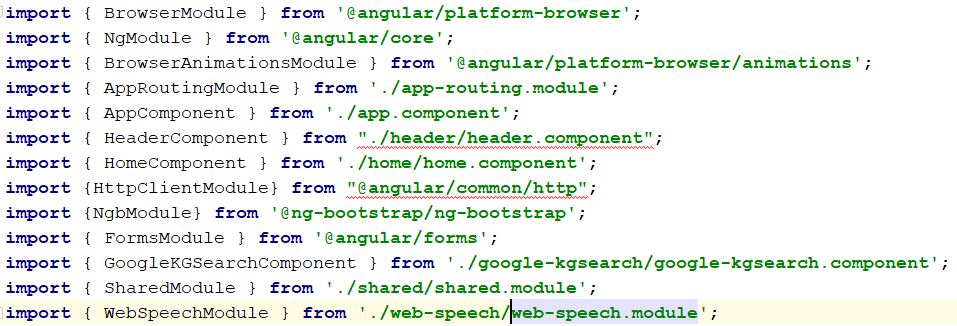 import { BrowserModule } from '@angular/platform-browser';
import { NgModule } from '@angular/core';
import { BrowserAnimationsModule } from '@angular/platform-browser/animations';
import { AppRoutingModule } from './app-routing.module';
import { AppComponent } from './app.component';
import { HeaderComponent } from "./header/header.component";
import { HomeComponent } from './home/home.component';
import {HttpClientModule} from "@angular/common/http";
import {NgbModule} from '@ng-bootstrap/ng-bootstrap';
import { FormsModule } from '@angular/forms';
import { GoogleKGSearchComponent } from './google-kgsearch/google-kgsearch.component';
import { SharedModule } from './shared/shared.module';
import { WebSpeechModule } from './web-speech/web-speech.module';